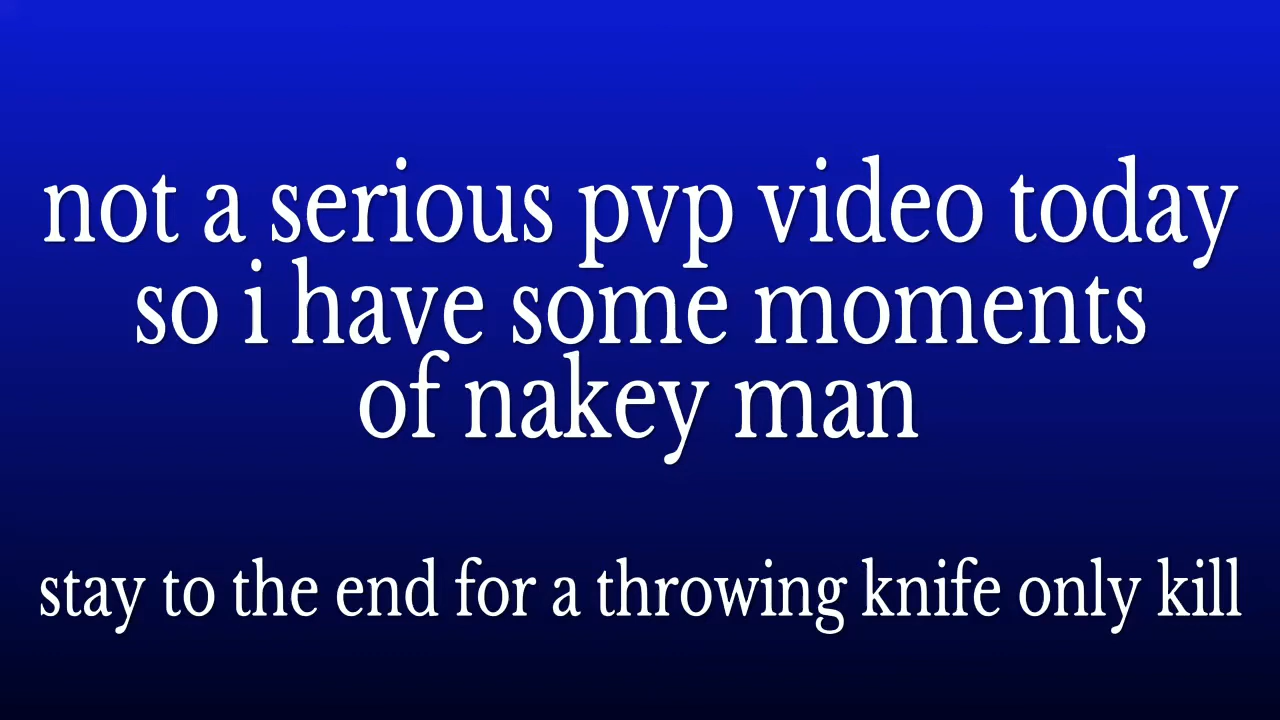 not a serious pvp video today
so i have some moments
of nakey man
stay to the end for a throwing knife only kill